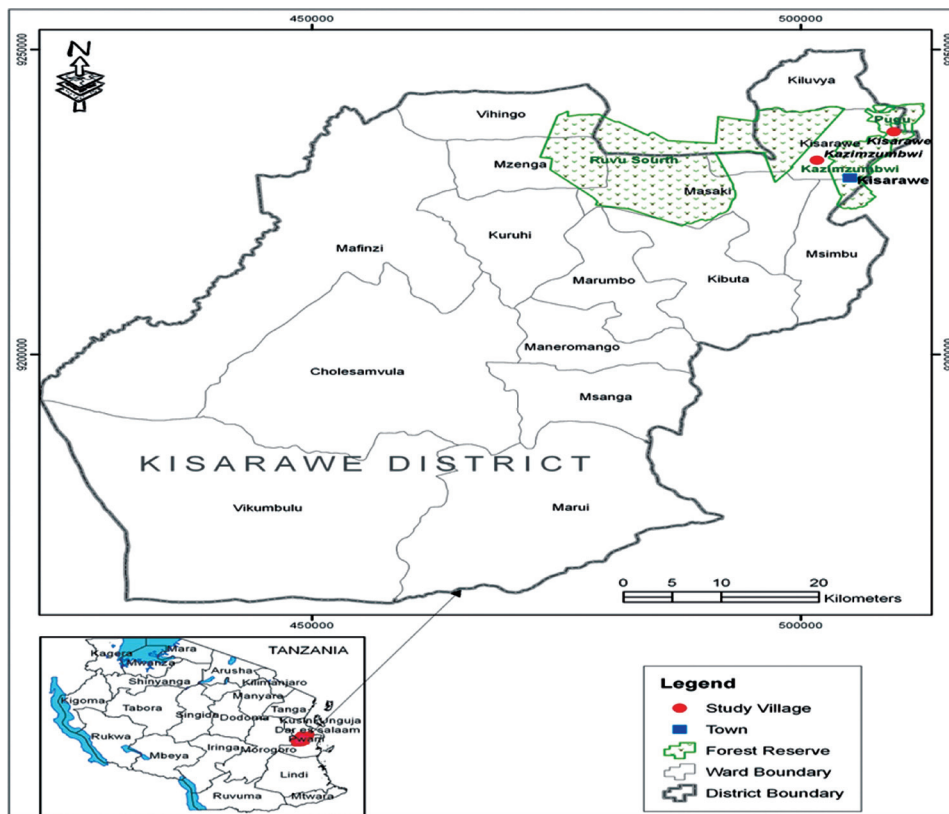 450000
500000
9250000
9250000
N
Kiluvya
Vihingo
Pugu
Kisarawe
Kisarawe
Kazimzumbwi
Mzenga
Ruvu Sourth
Kazimzumbwi
Kisarawe
Masaki
Kuruhi
Mafinzi
Msimbu
Marumbo
Kibuta
Maneromango
9200000
9200000
Cholesamvula
Msanga
KISARAWE DISTRICT
Vikumbulu
Marui
0 5 10 20
Kilometers
450000
500000
TANZANIA
Kagera
Mara
Mwanza
Arusha
Shinyanga
Kilimanjaro
Manyara
Kigoma
Tabora
Tanga
Singida
Dodoma
Kusini Unguja
Dar es salaam
Pwani
Rukwa
Iringa
Morogoro
Mbeya
Lindi
Ruvuma
Mtwara
Legend
Study Village
Town
Forest Reserve
Ward Boundary
District Boundary